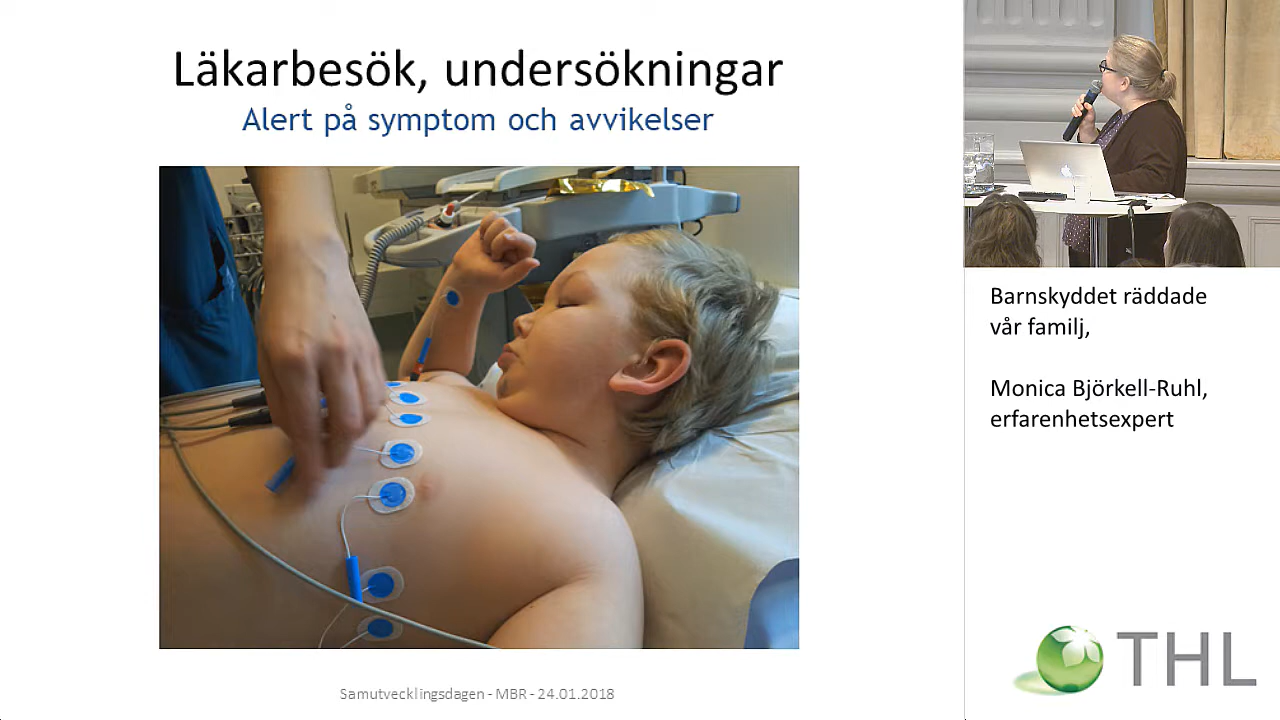 Läkarbesök, undersökningar
Alert på symptom och avvikelser
Samutvecklingsdagen - MBR - 24.01.2018
Barnskyddet räddade
vår familj,
Monica Björkell-Ruhl,
erfarenhetsexpert
THL